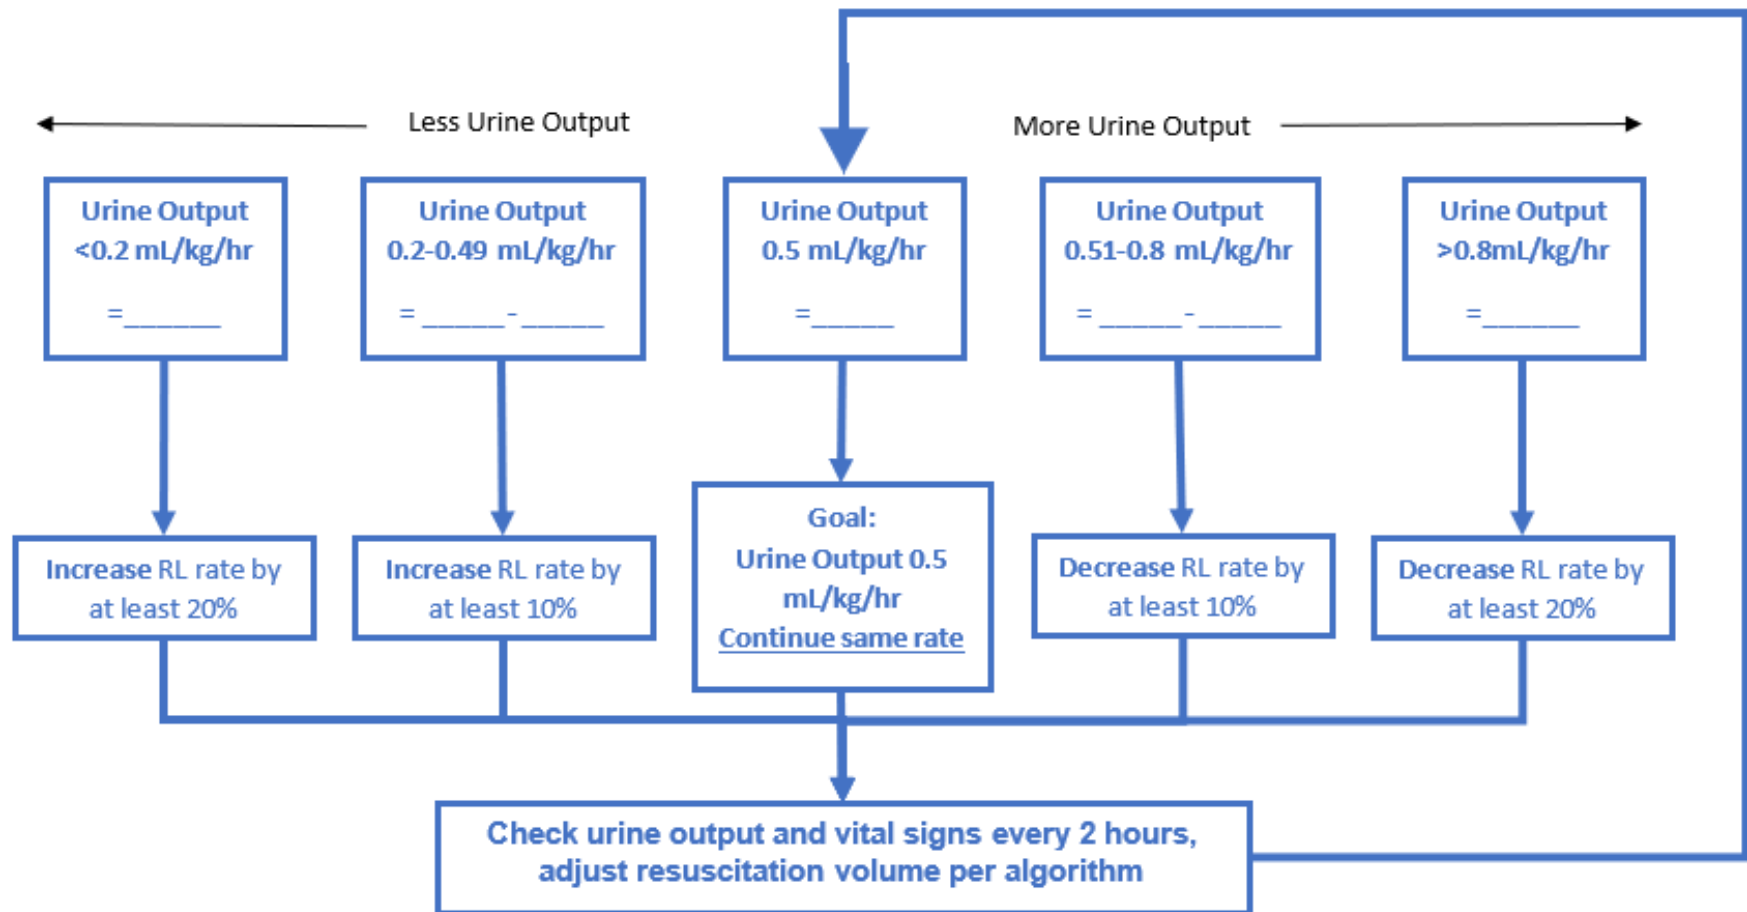 Less Urine Output
More Urine Output
Urine Output
<0.2 mL/kg/hr
=______
Urine Output
0.2-0.49 mL/kg/hr
= _____-_____
Urine Output
0.5 mL/kg/hr
=_____
Urine Output
0.51-0.8 mL/kg/hr
= _____-_____
Urine Output
>0.8mL/kg/hr
=______
Increase RL rate by
at least 20%
Increase RL rate by
at least 10%
Goal:
Urine Output 0.5
mL/kg/hr
Continue same rate
Decrease RL rate by
at least 10%
Decrease RL rate by
at least 20%
Check urine output and vital signs every 2 hours,
adjust resuscitation volume per algorithm